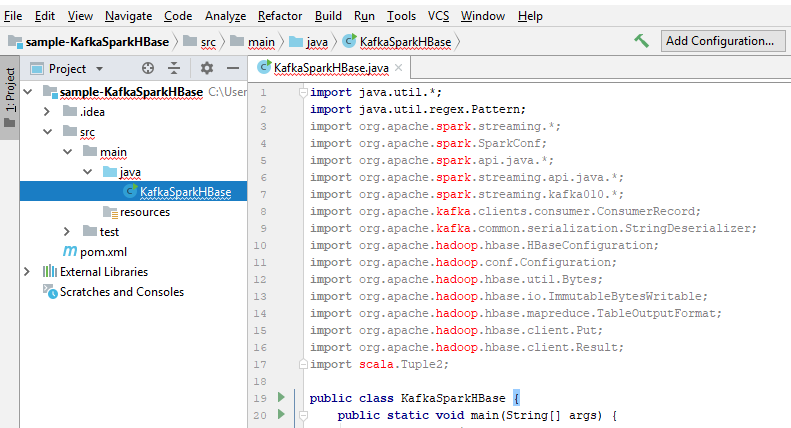 File Edit View Navigate Code Analyze Refactor Build Run Tools VCS Window Help
sample-KafkaSparkHBase src main java KafkaSparkHBase Add Configuration...
1: Project
Project
KafkaSparkHBase.java
sample-KafkaSparkHBase C:\User
.idea
src
main
java
KafkaSparkHBase
resources
test
pom.xml
External Libraries
Scratches and Consoles
1 import java.util.*;
2 import java.util.regex.Pattern;
3 import org.apache.spark.streaming.*;
4 import org.apache.spark.SparkConf;
5 import org.apache.spark.api.java.*;
6 import org.apache.spark.streaming.api.java.*;
7 import org.apache.spark.streaming.kafka010.*;
8 import org.apache.kafka.clients.consumer.ConsumerRecord;
9 import org.apache.kafka.common.serialization.StringDeserializer;
10 import org.apache.hadoop.hbase.HBaseConfiguration;
11 import org.apache.hadoop.conf.Configuration;
12 import org.apache.hadoop.hbase.util.Bytes;
13 import org.apache.hadoop.hbase.io.ImmutableBytesWritable;
14 import org.apache.hadoop.hbase.mapreduce.TableOutputFormat;
15 import org.apache.hadoop.hbase.client.Put;
16 import org.apache.hadoop.hbase.client.Result;
17 import scala.Tuple2;
18
19 public class KafkaSparkHBase {
20 public static void main(String[] args) {